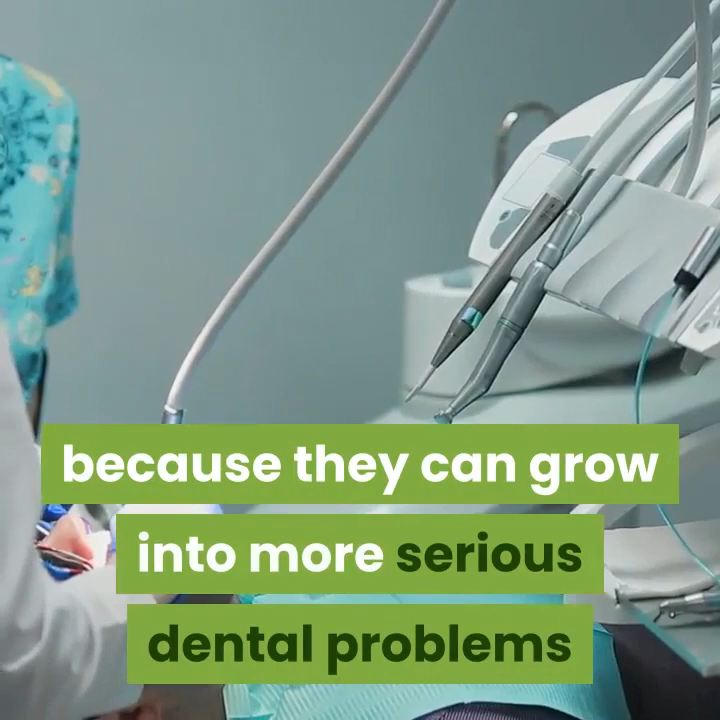 because they can grow
into more serious
dental problems